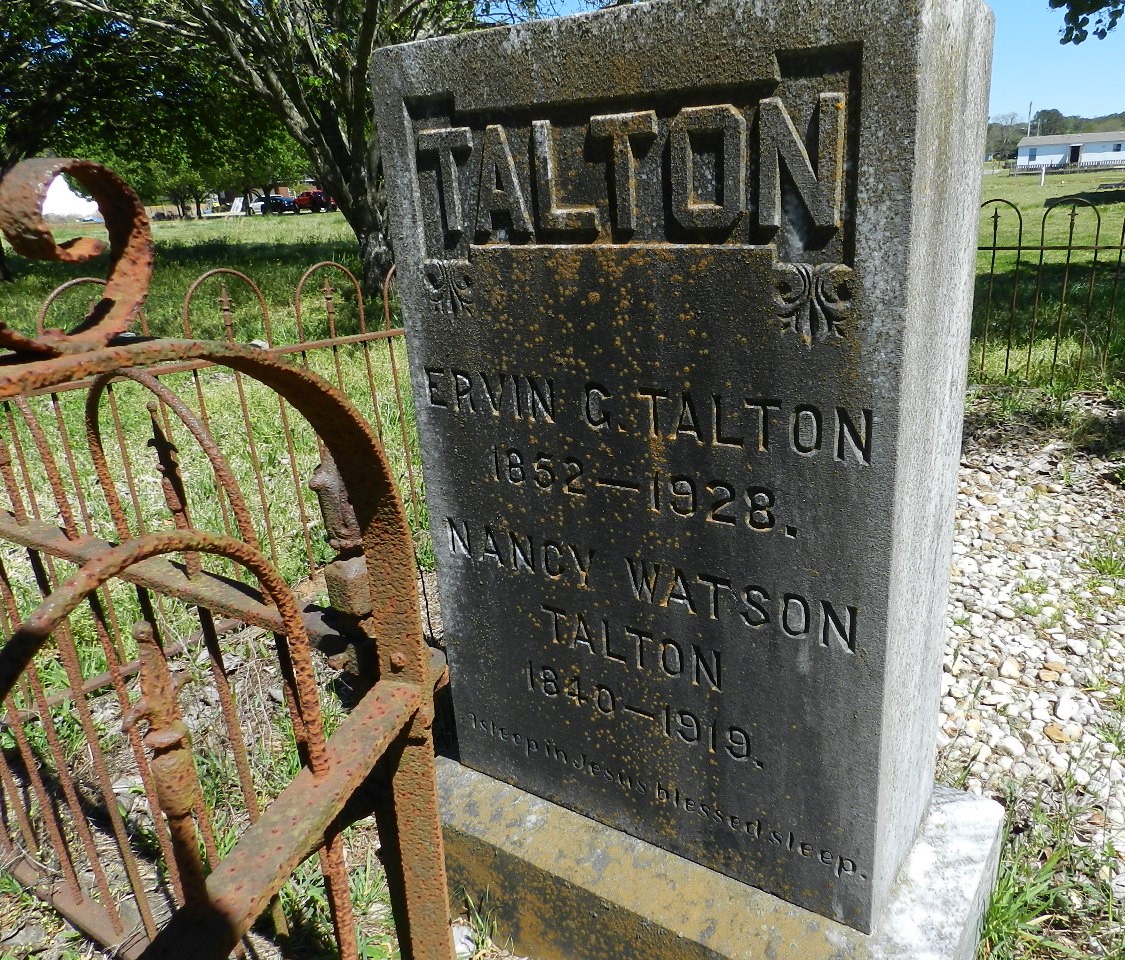 TALTON
ERVIN G. TALTON
1852–1928.
NANCY WATSON
TALTON
1840–1919.
Asleep in Jesus blessed sleep.